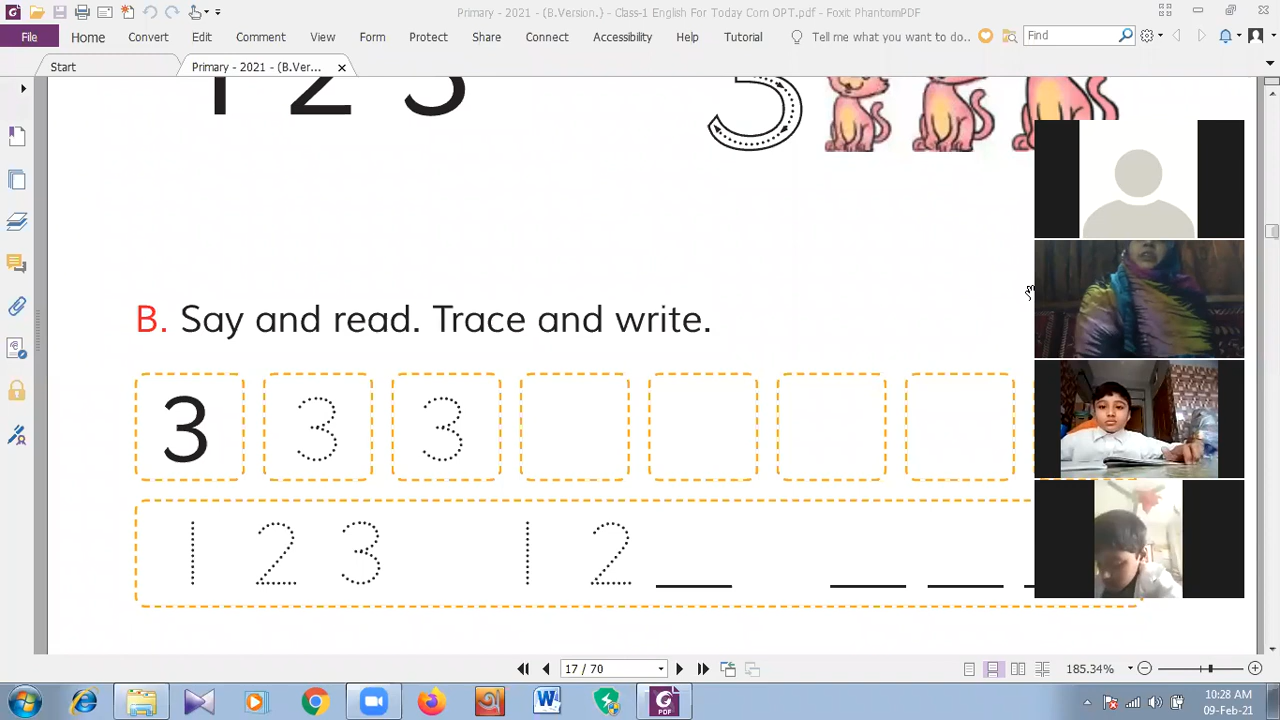 Primary - 2021 - (B.Version.) - Class-1 English For Today Com OPT.pdf - Foxit PhantomPDF
File Home Convert Edit Comment View Form Protect Share Connect Accessibility Help Tutorial Tell me what you want to do.. Find
Start Primary - 2021 - (B.Ver...
1 2 3 3
B. Say and read. Trace and write.
3 3 3
1 2 3 1 2
17 / 70 185.34%
10:28 AM
09-Feb-21